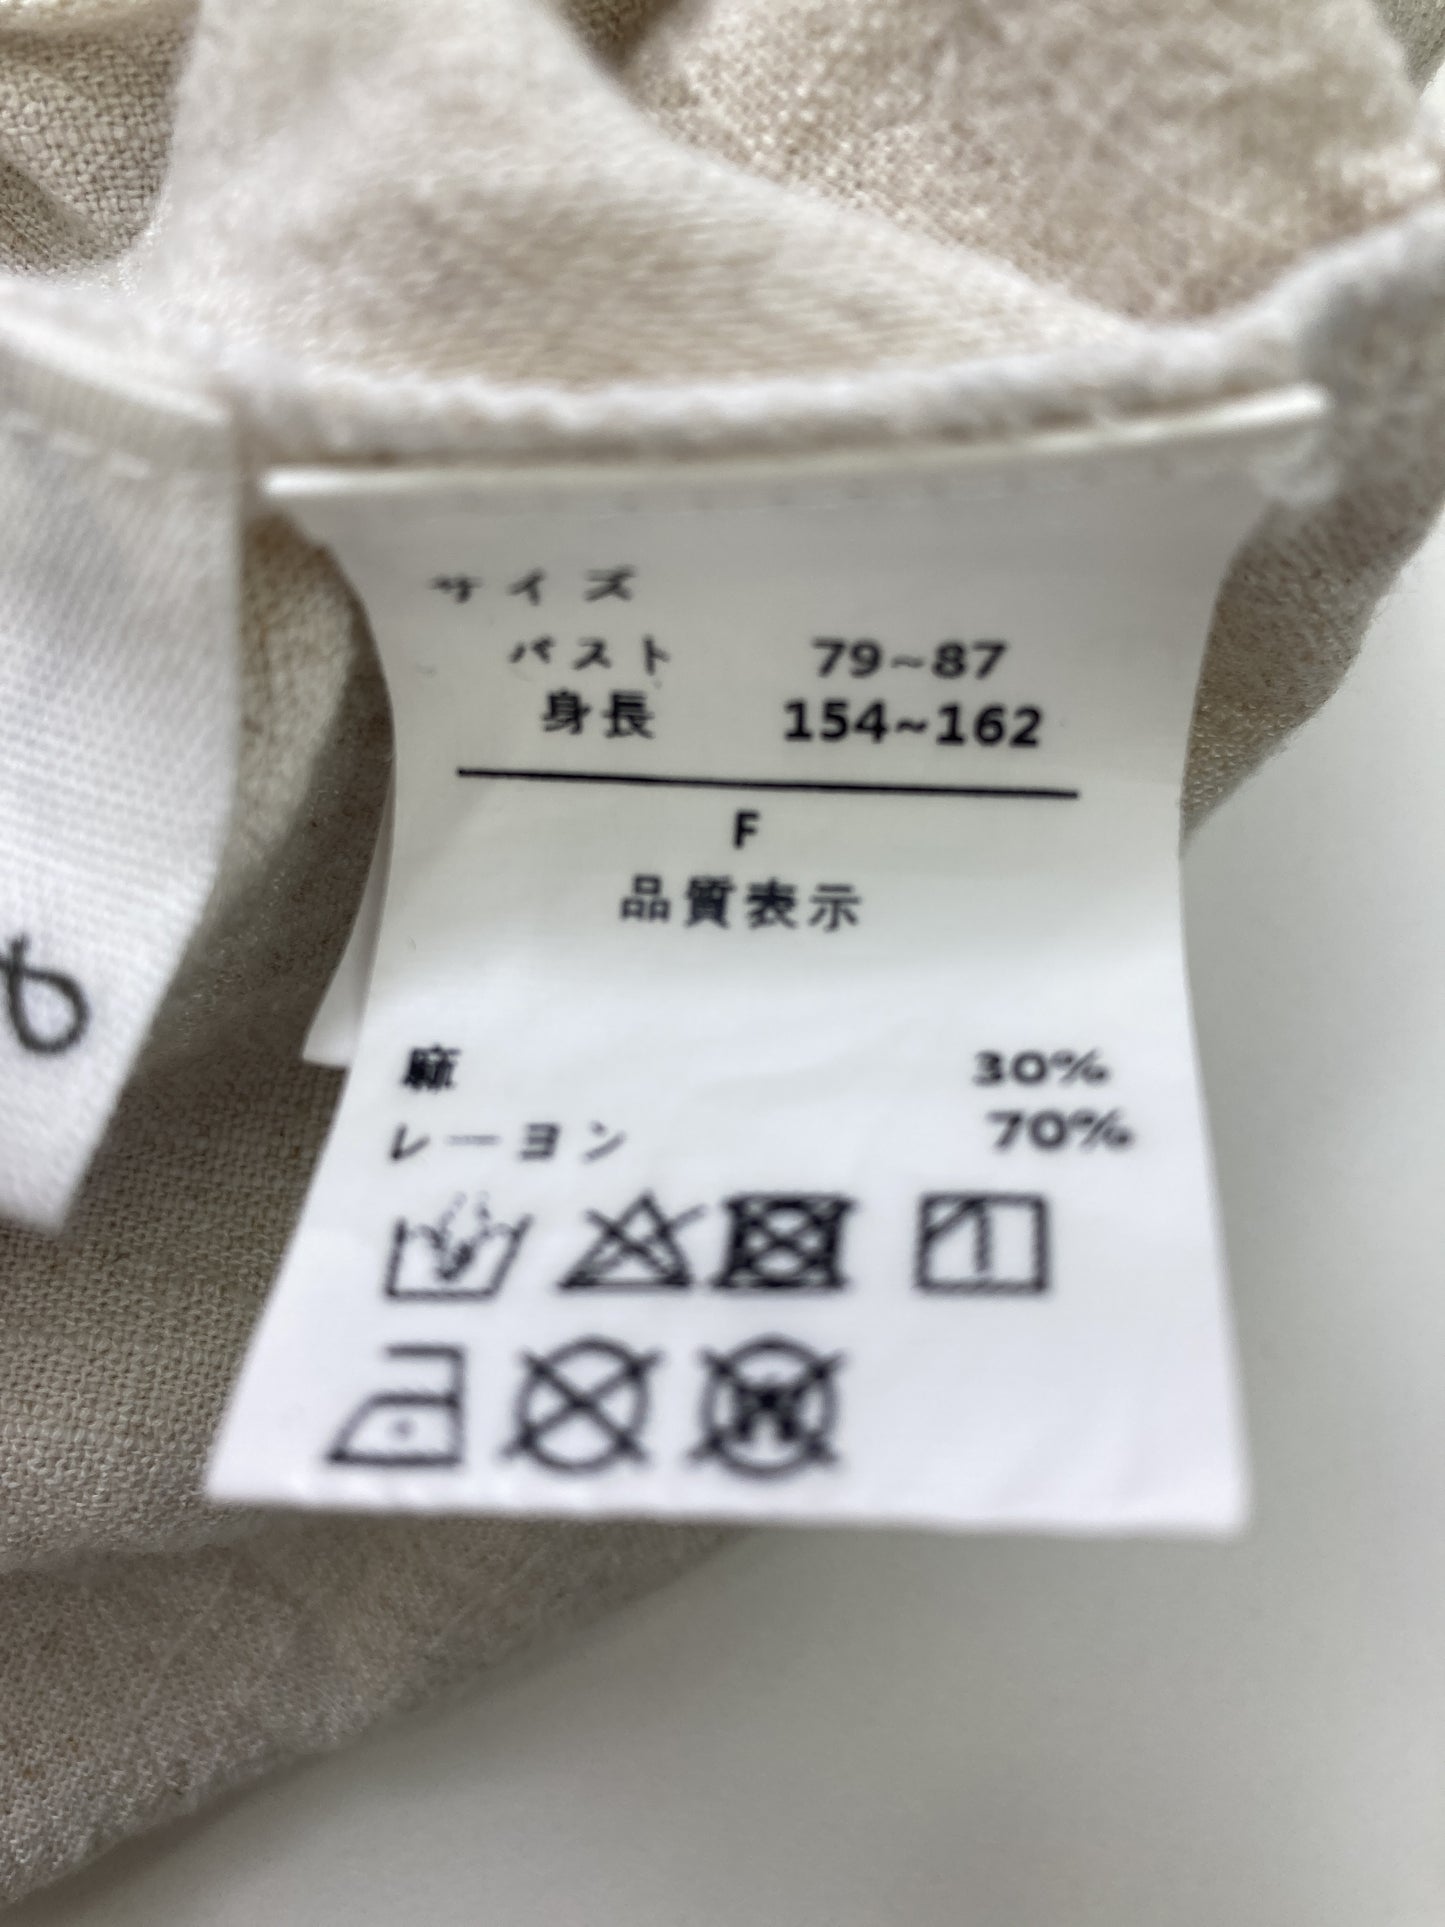 サイズ
バスト 79~87
身長 154~162
F
品質表示
麻 30%
レーヨン 70%